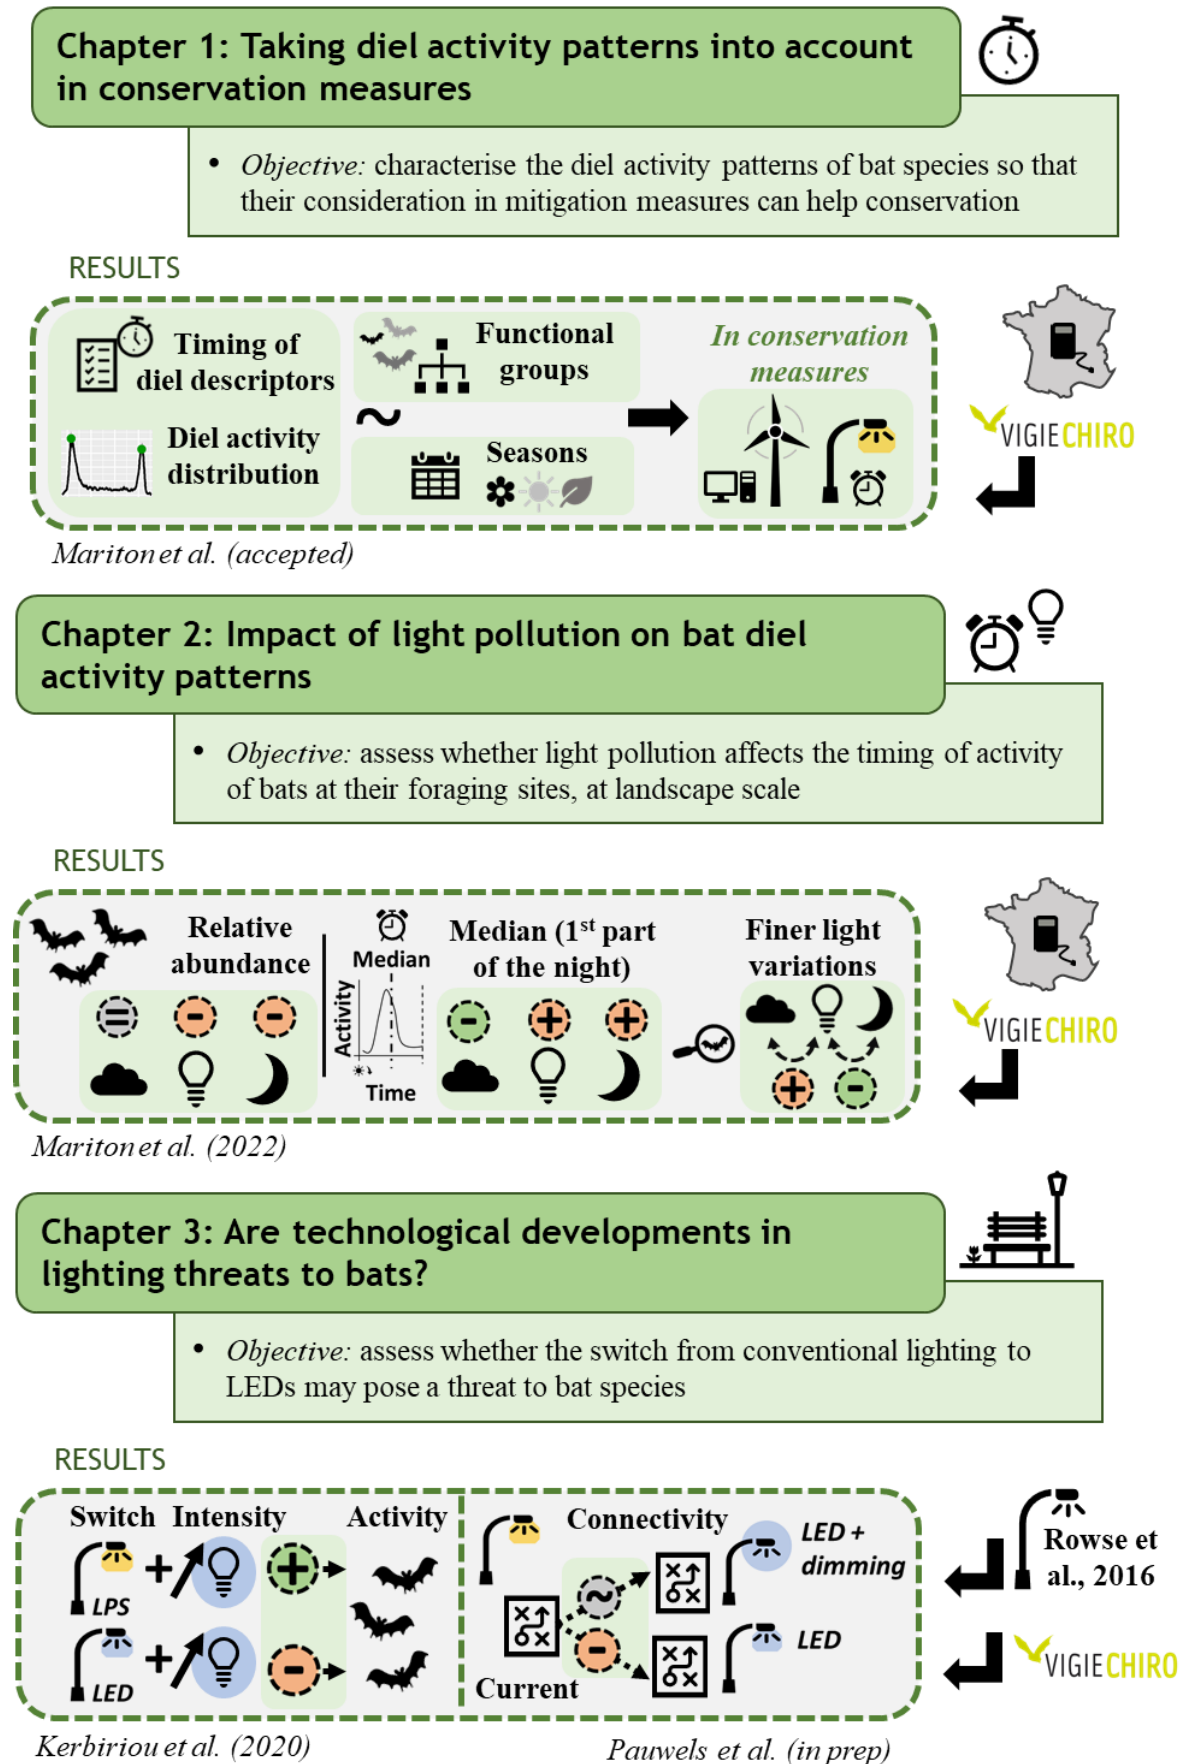 Chapter 1: Taking diel activity patterns into account
in conservation measures
• Objective: characterise the diel activity patterns of bat species so that
their consideration in mitigation measures can help conservation
RESULTS
Timing of
diel descriptors
Diel activity
distribution
Functional
groups
Seasons
In conservation
measures
VIGIECHIRO
Mariton et al. (accepted)
Chapter 2: Impact of light pollution on bat diel
activity patterns
• Objective: assess whether light pollution affects the timing of activity
of bats at their foraging sites, at landscape scale
RESULTS
Relative
abundance
Median
Activity
Time
Median (1st part
of the night)
Finer light
variations
VIGIECHIRO
Mariton et al. (2022)
Chapter 3: Are technological developments in
lighting threats to bats?
• Objective: assess whether the switch from conventional lighting to
LEDs may pose a threat to bat species
RESULTS
Switch Intensity Activity
LPS
LED
Connectivity
Current
LED +
dimming
LED
Rowse et
al., 2016
VIGIECHIRO
Kerbiriou et al. (2020)
Pauwels et al. (in prep)